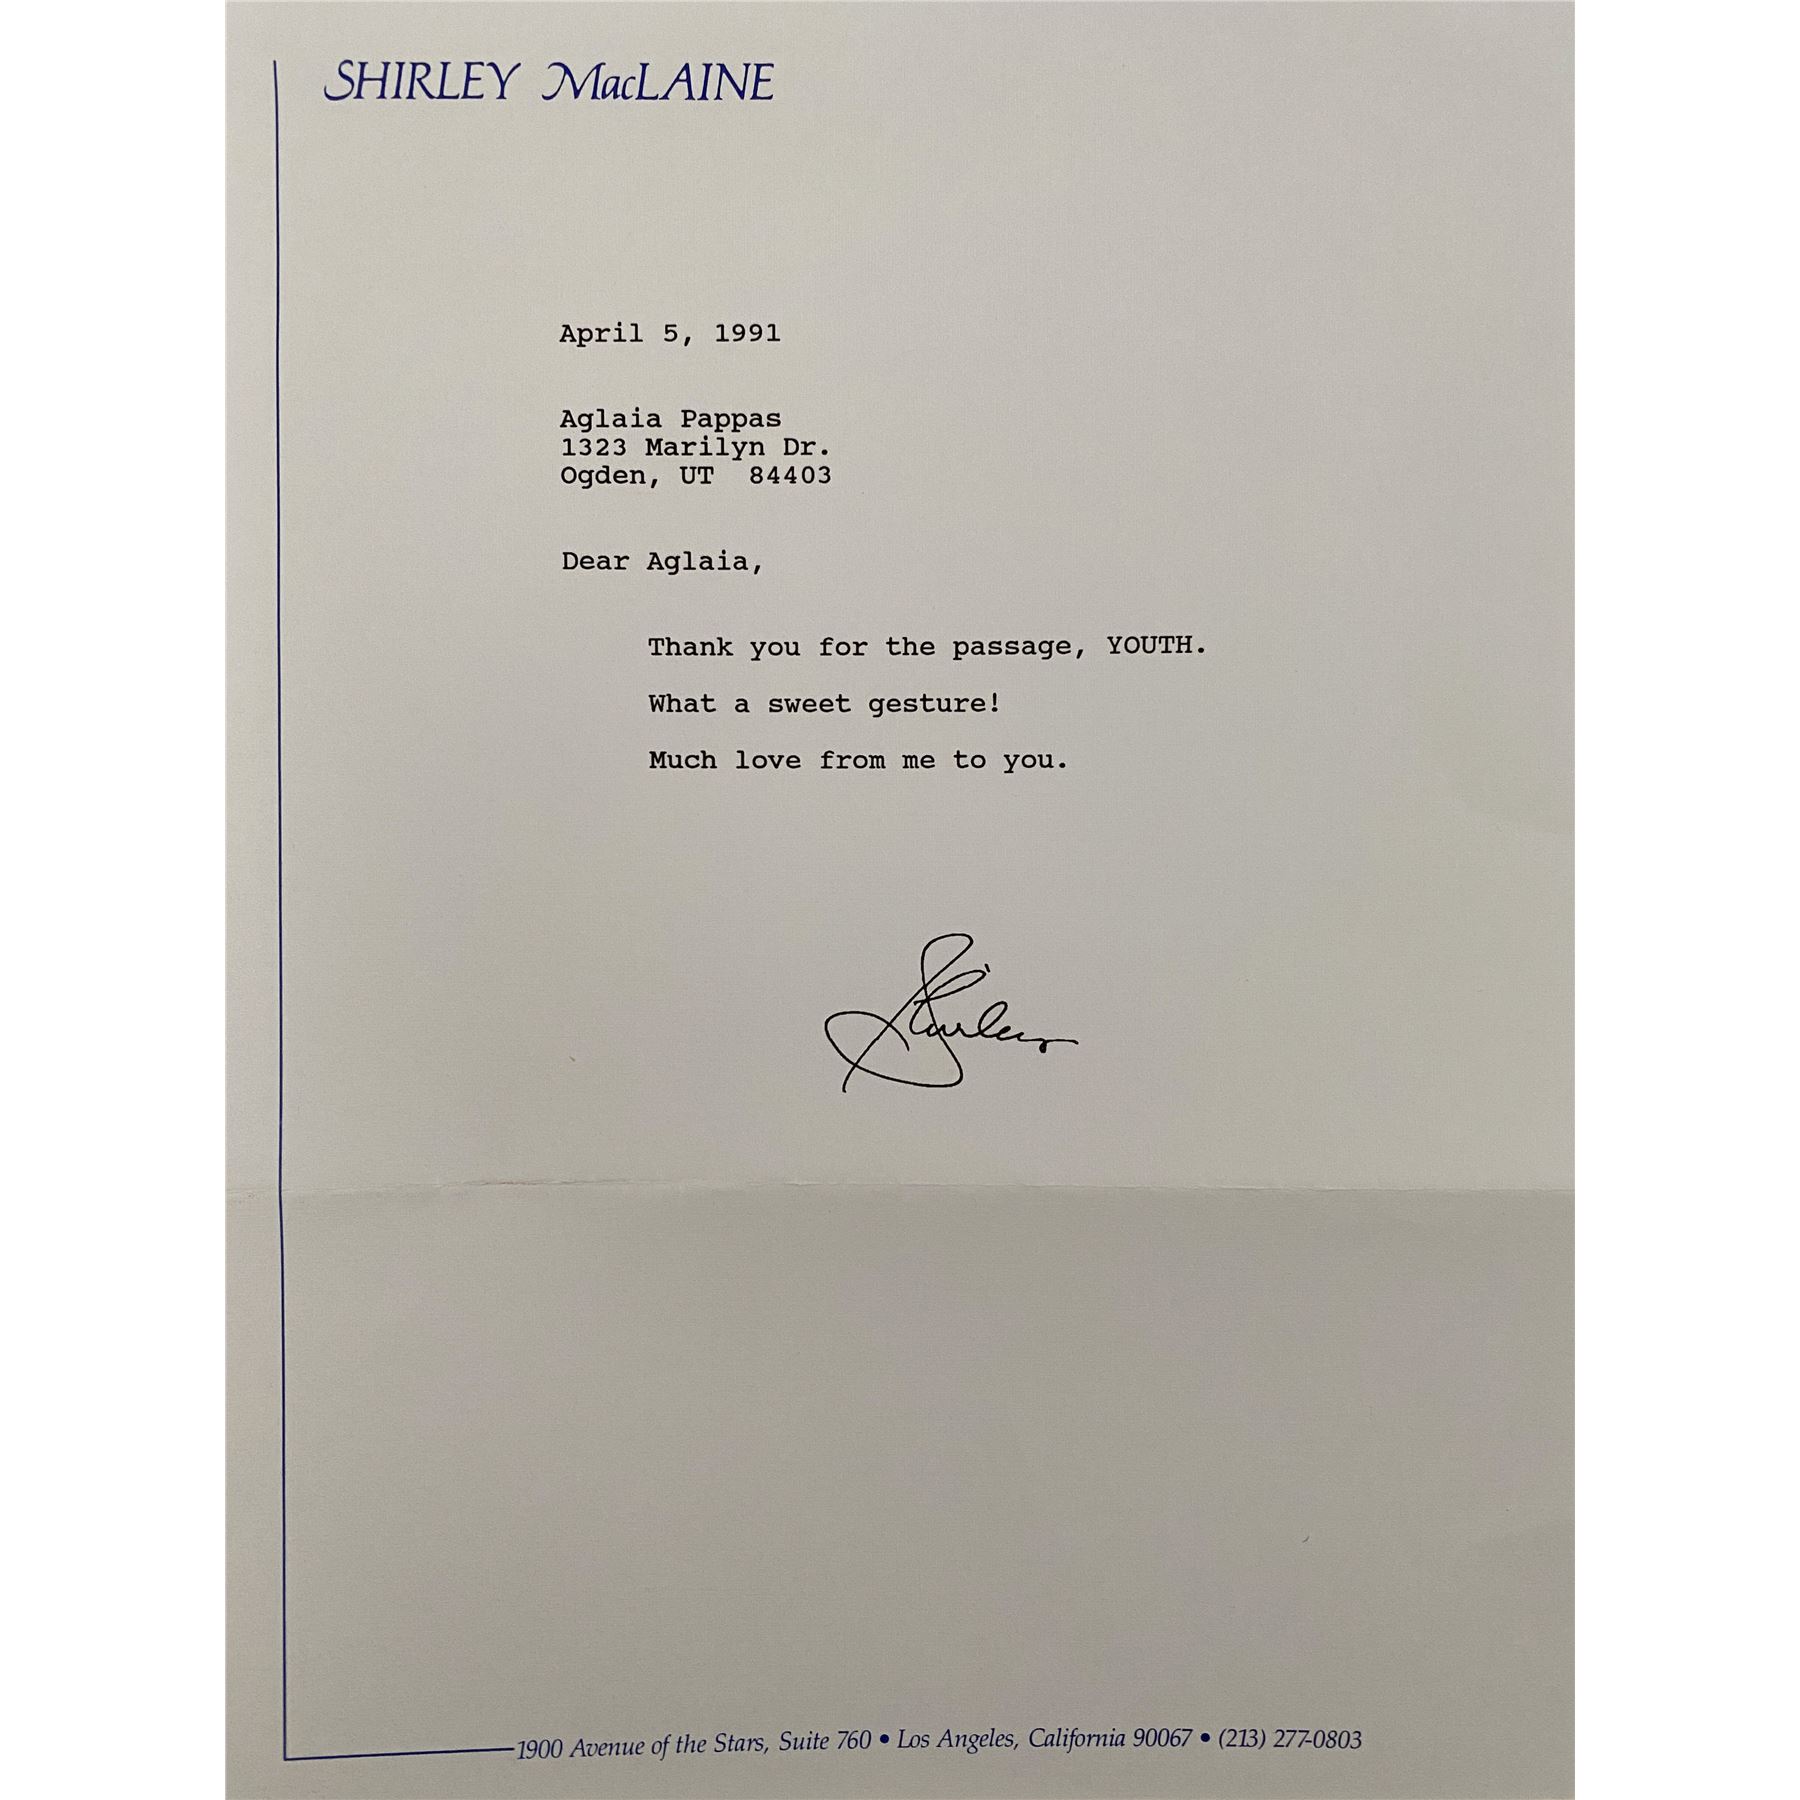 SHIRLEY MacLAINE
April 5, 1991
Aglaia Pappas
1323 Marilyn Dr.
Ogden, UT  84403
Dear Aglaia,
Thank you for the passage, YOUTH.
What a sweet gesture!
Much love from me to you.
Shirley
1900 Avenue of the Stars, Suite 760 • Los Angeles, California 90067 • (213) 277-0803